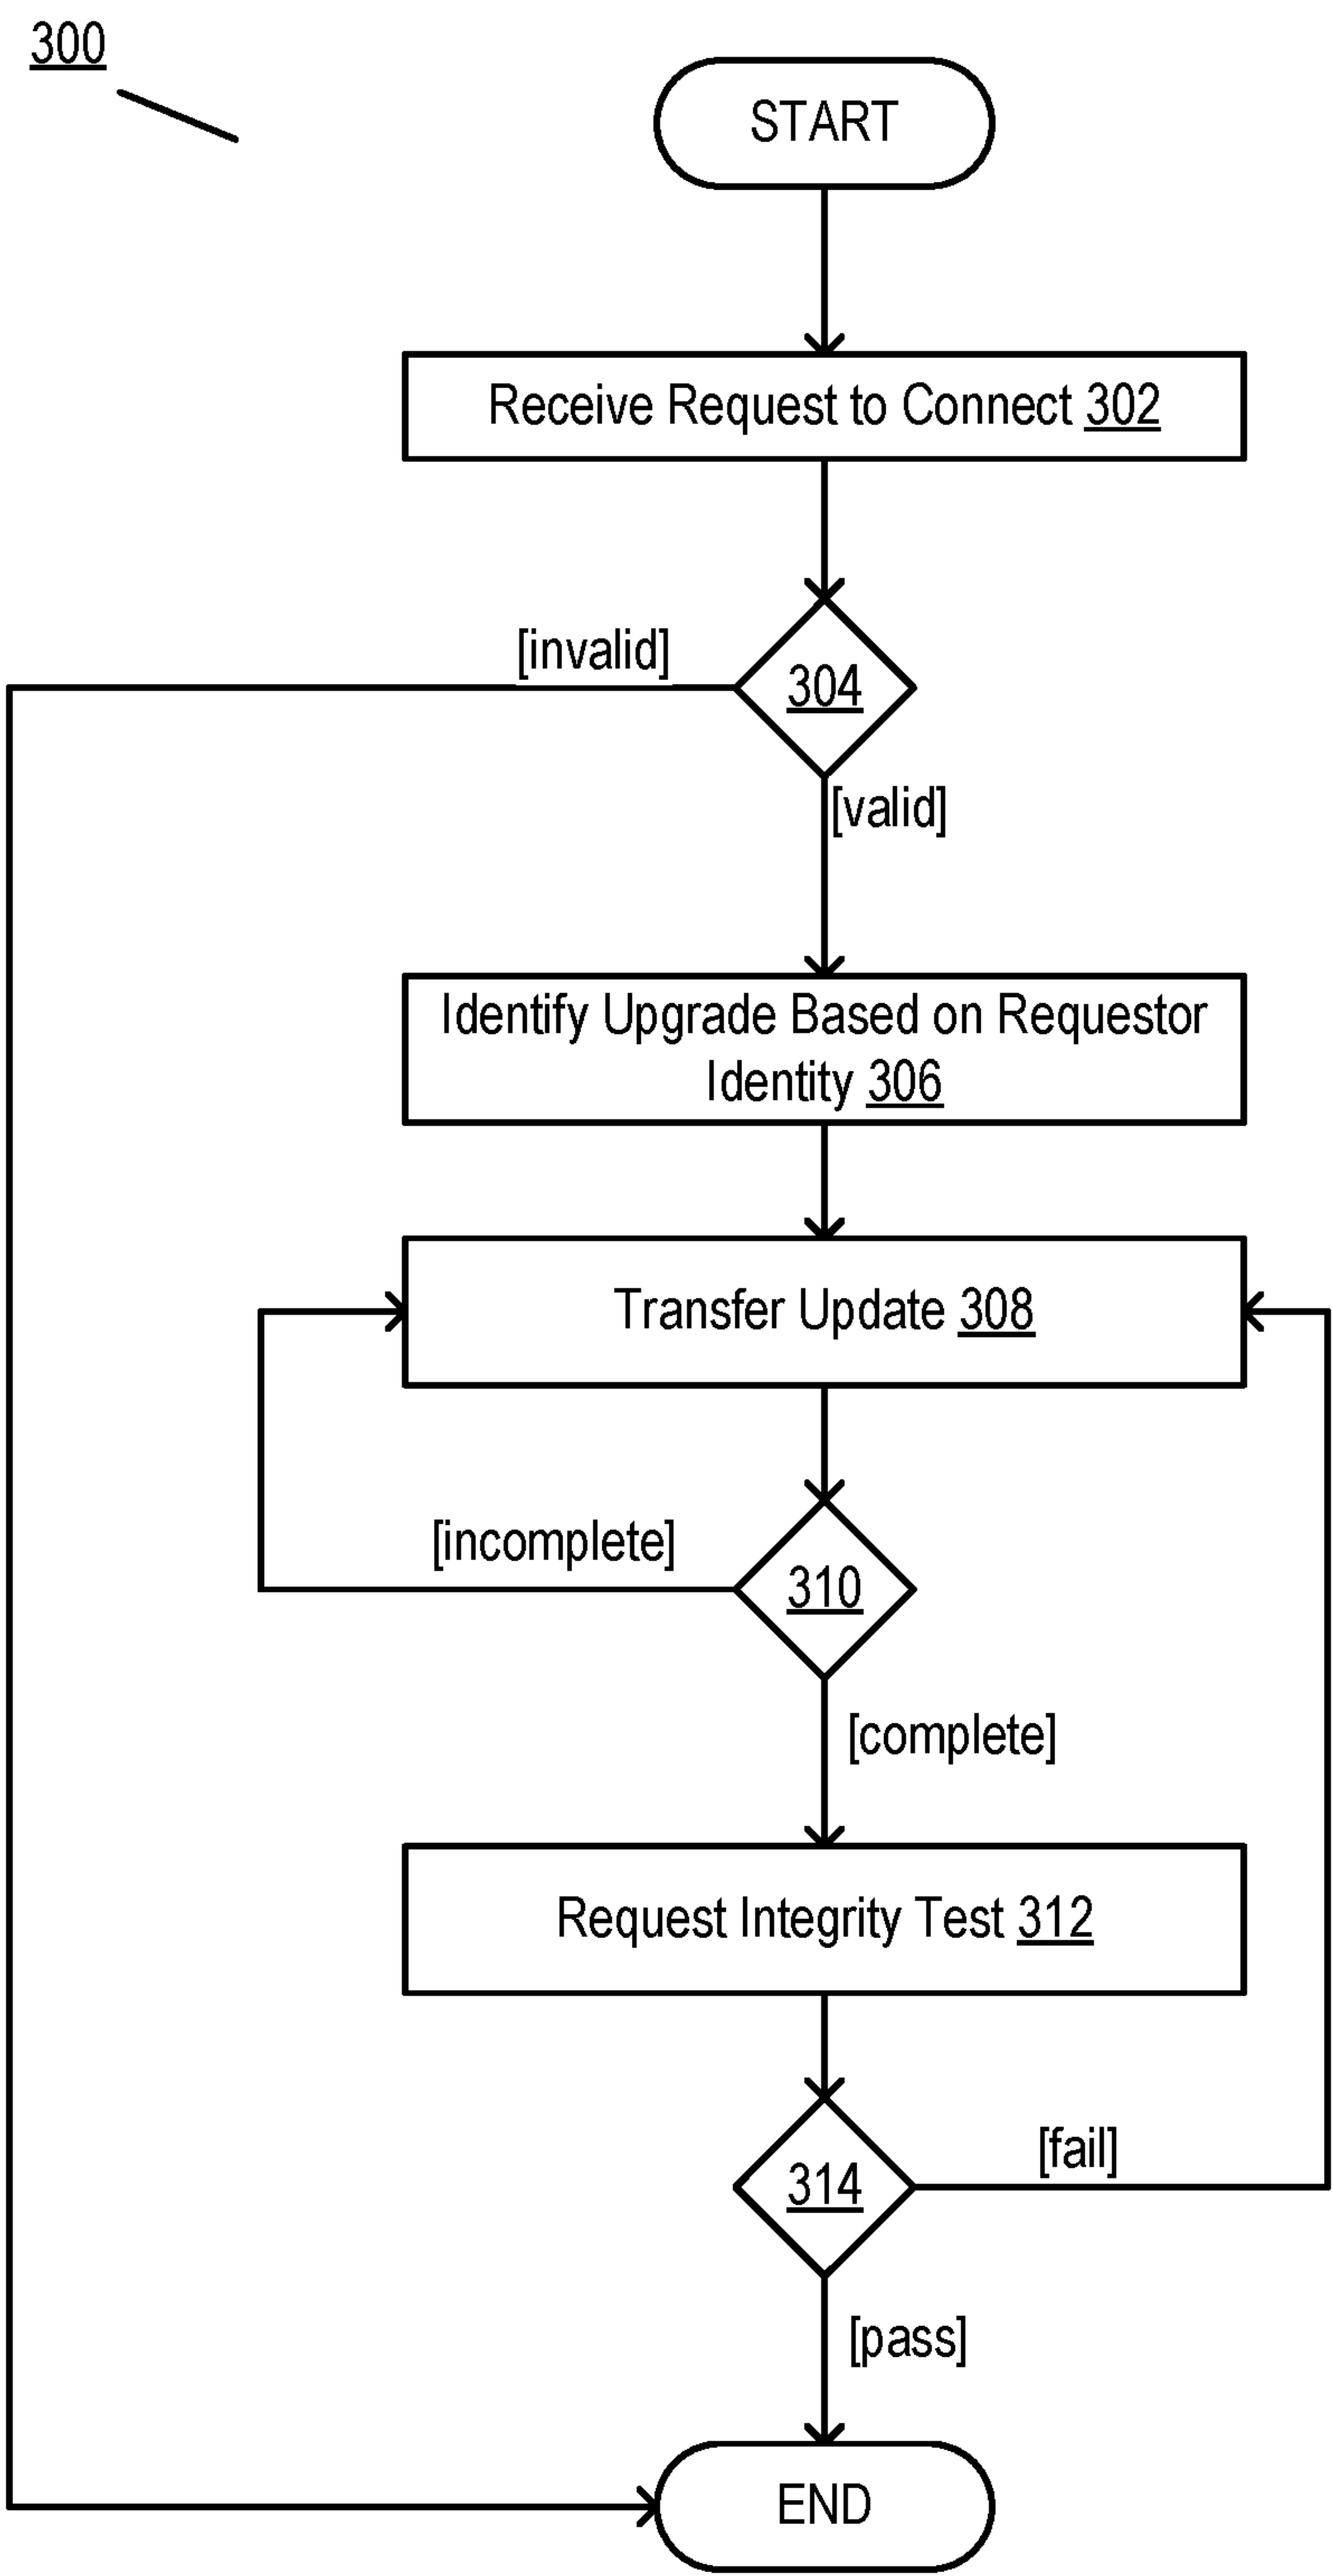 300
START
Receive Request to Connect 302
[invalid]
304
[valid]
Identify Upgrade Based on Requestor
Identity 306
Transfer Update 308
[incomplete]
310
[complete]
Request Integrity Test 312
[fail]
314
[pass]
END